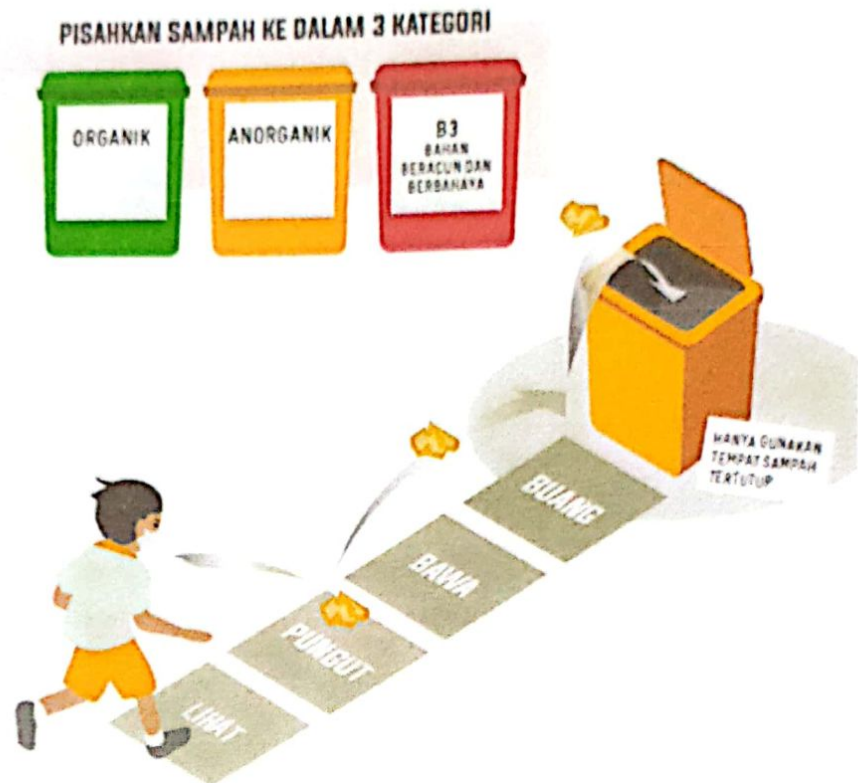 PISAHKAN SAMPAH KE DALAM 3 KATEGORI
ORGANIK
ANORGANIK
B3
BAHAN
BERACUN DAN
BERBAHAYA
HANYA GUNAKAN
TEMPAT SAMPAH
TERTUTUP
LIHAT
PUNGUT
BAWA
BUANG